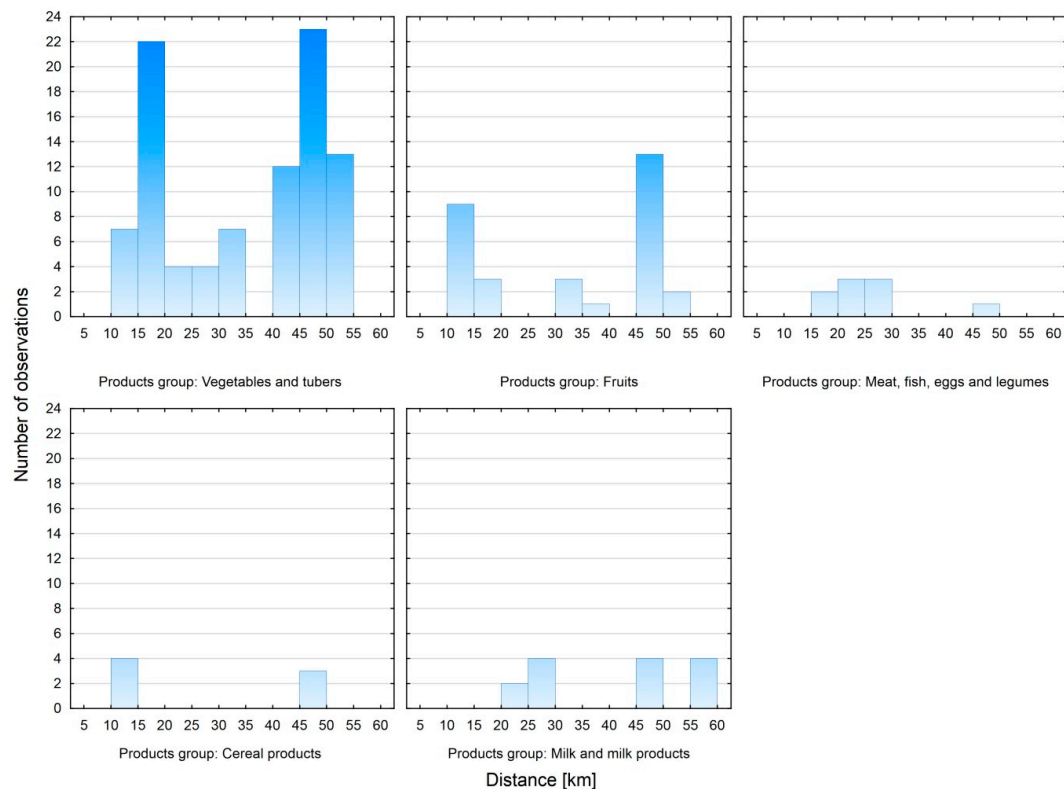 Number of observations
24
22
20
18
16
14
12
10
8
6
4
2
0
5 10 15 20 25 30 35 40 45 50 55 60
Products group: Vegetables and tubers
5 10 15 20 25 30 35 40 45 50 55 60
Products group: Fruits
5 10 15 20 25 30 35 40 45 50 55 60
Products group: Meat, fish, eggs and legumes
24
22
20
18
16
14
12
10
8
6
4
2
0
5 10 15 20 25 30 35 40 45 50 55 60
Products group: Cereal products
5 10 15 20 25 30 35 40 45 50 55 60
Products group: Milk and milk products
Distance [km]